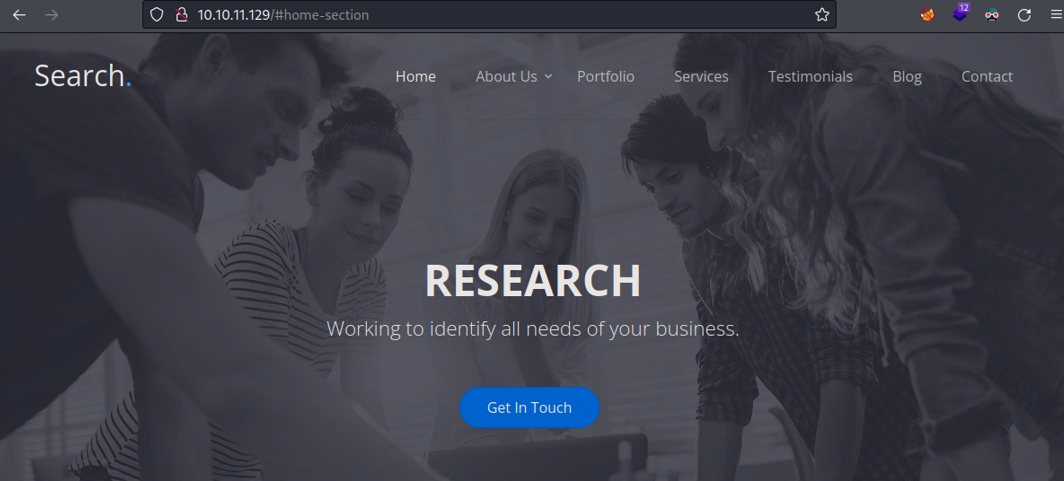 10.10.11.129/#home-section
12
Search.
Home About Us Portfolio Services Testimonials Blog Contact
RESEARCH
Working to identify all needs of your business.
Get In Touch